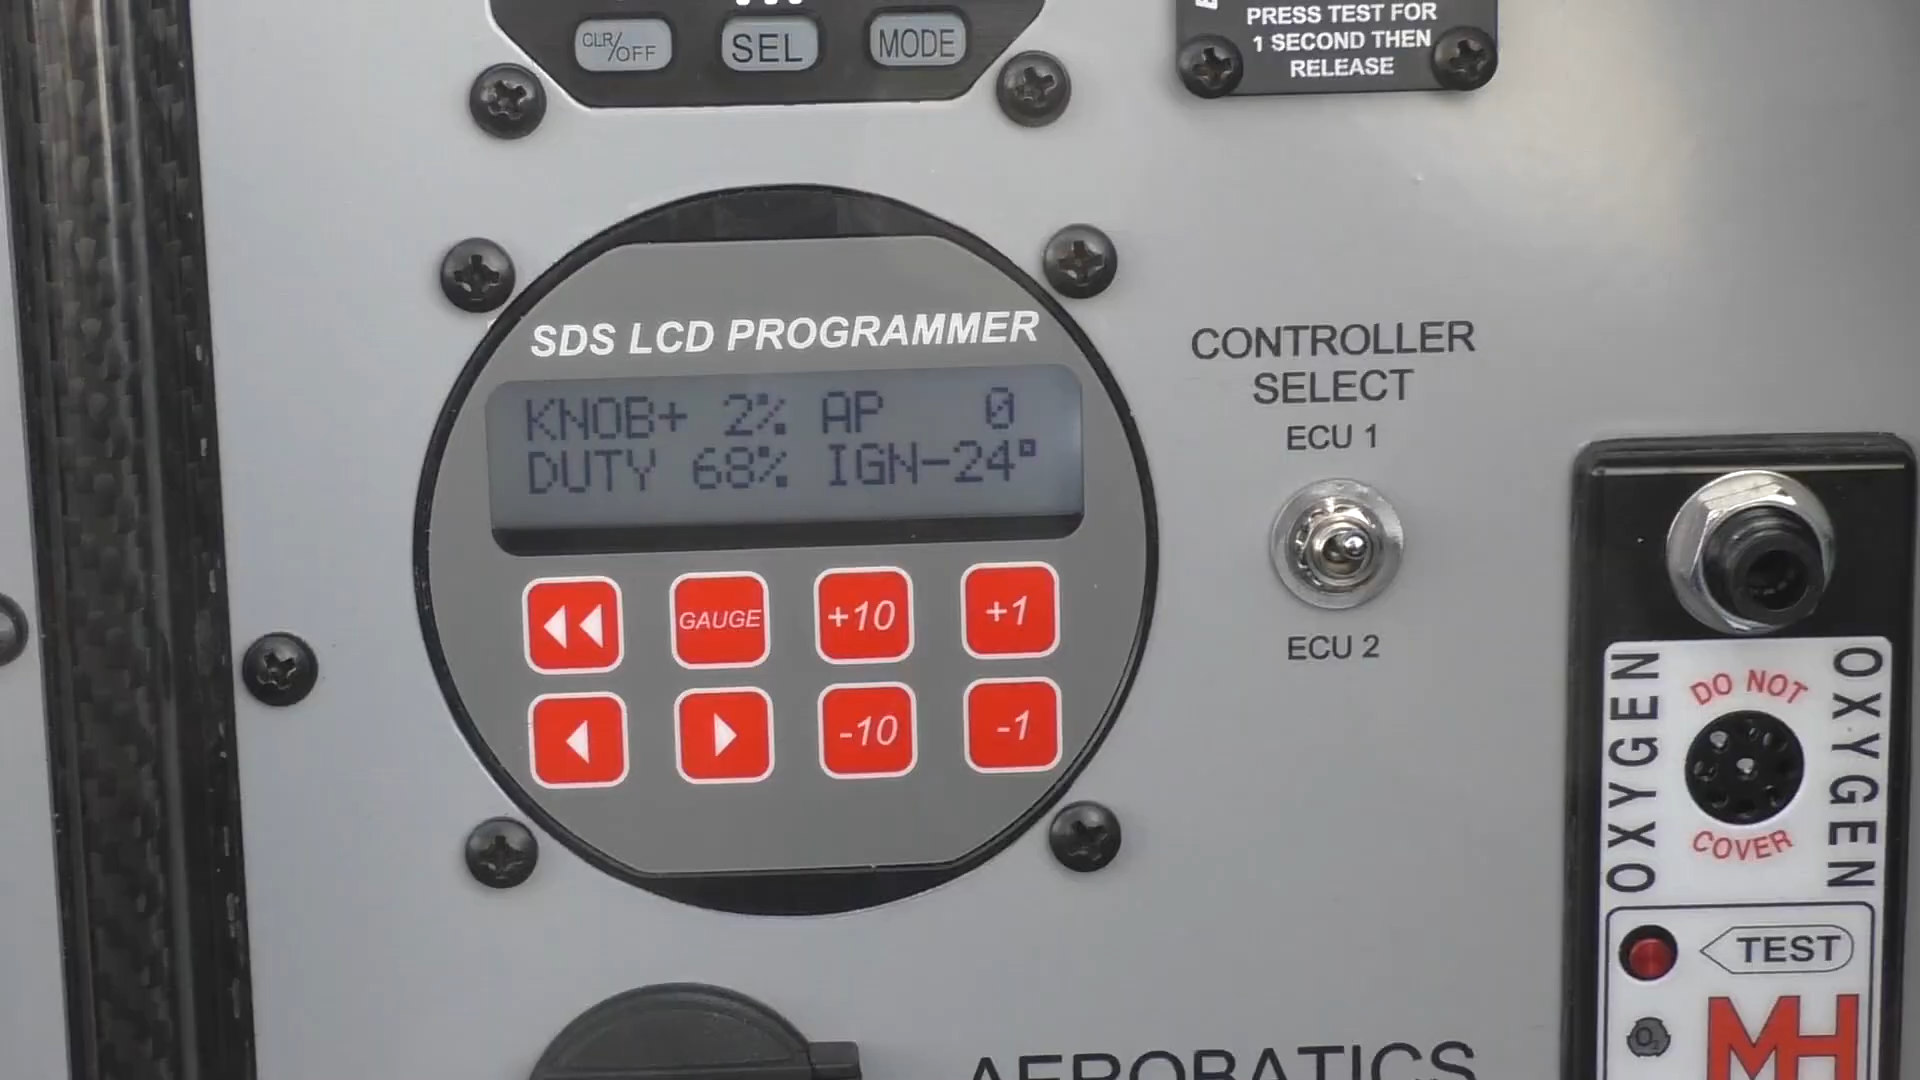 CLR/OFF
SEL
MODE
PRESS TEST FOR
1 SECOND THEN
RELEASE
SDS LCD PROGRAMMER
KNOB+ 2% AP 0
DUTY 68% IGN-24°
GAUGE
+10
+1
-10
-1
CONTROLLER
SELECT
ECU 1
ECU 2
OXYGEN
DO NOT
COVER
OXYGEN
TEST
O2
MH
AEROBATICS